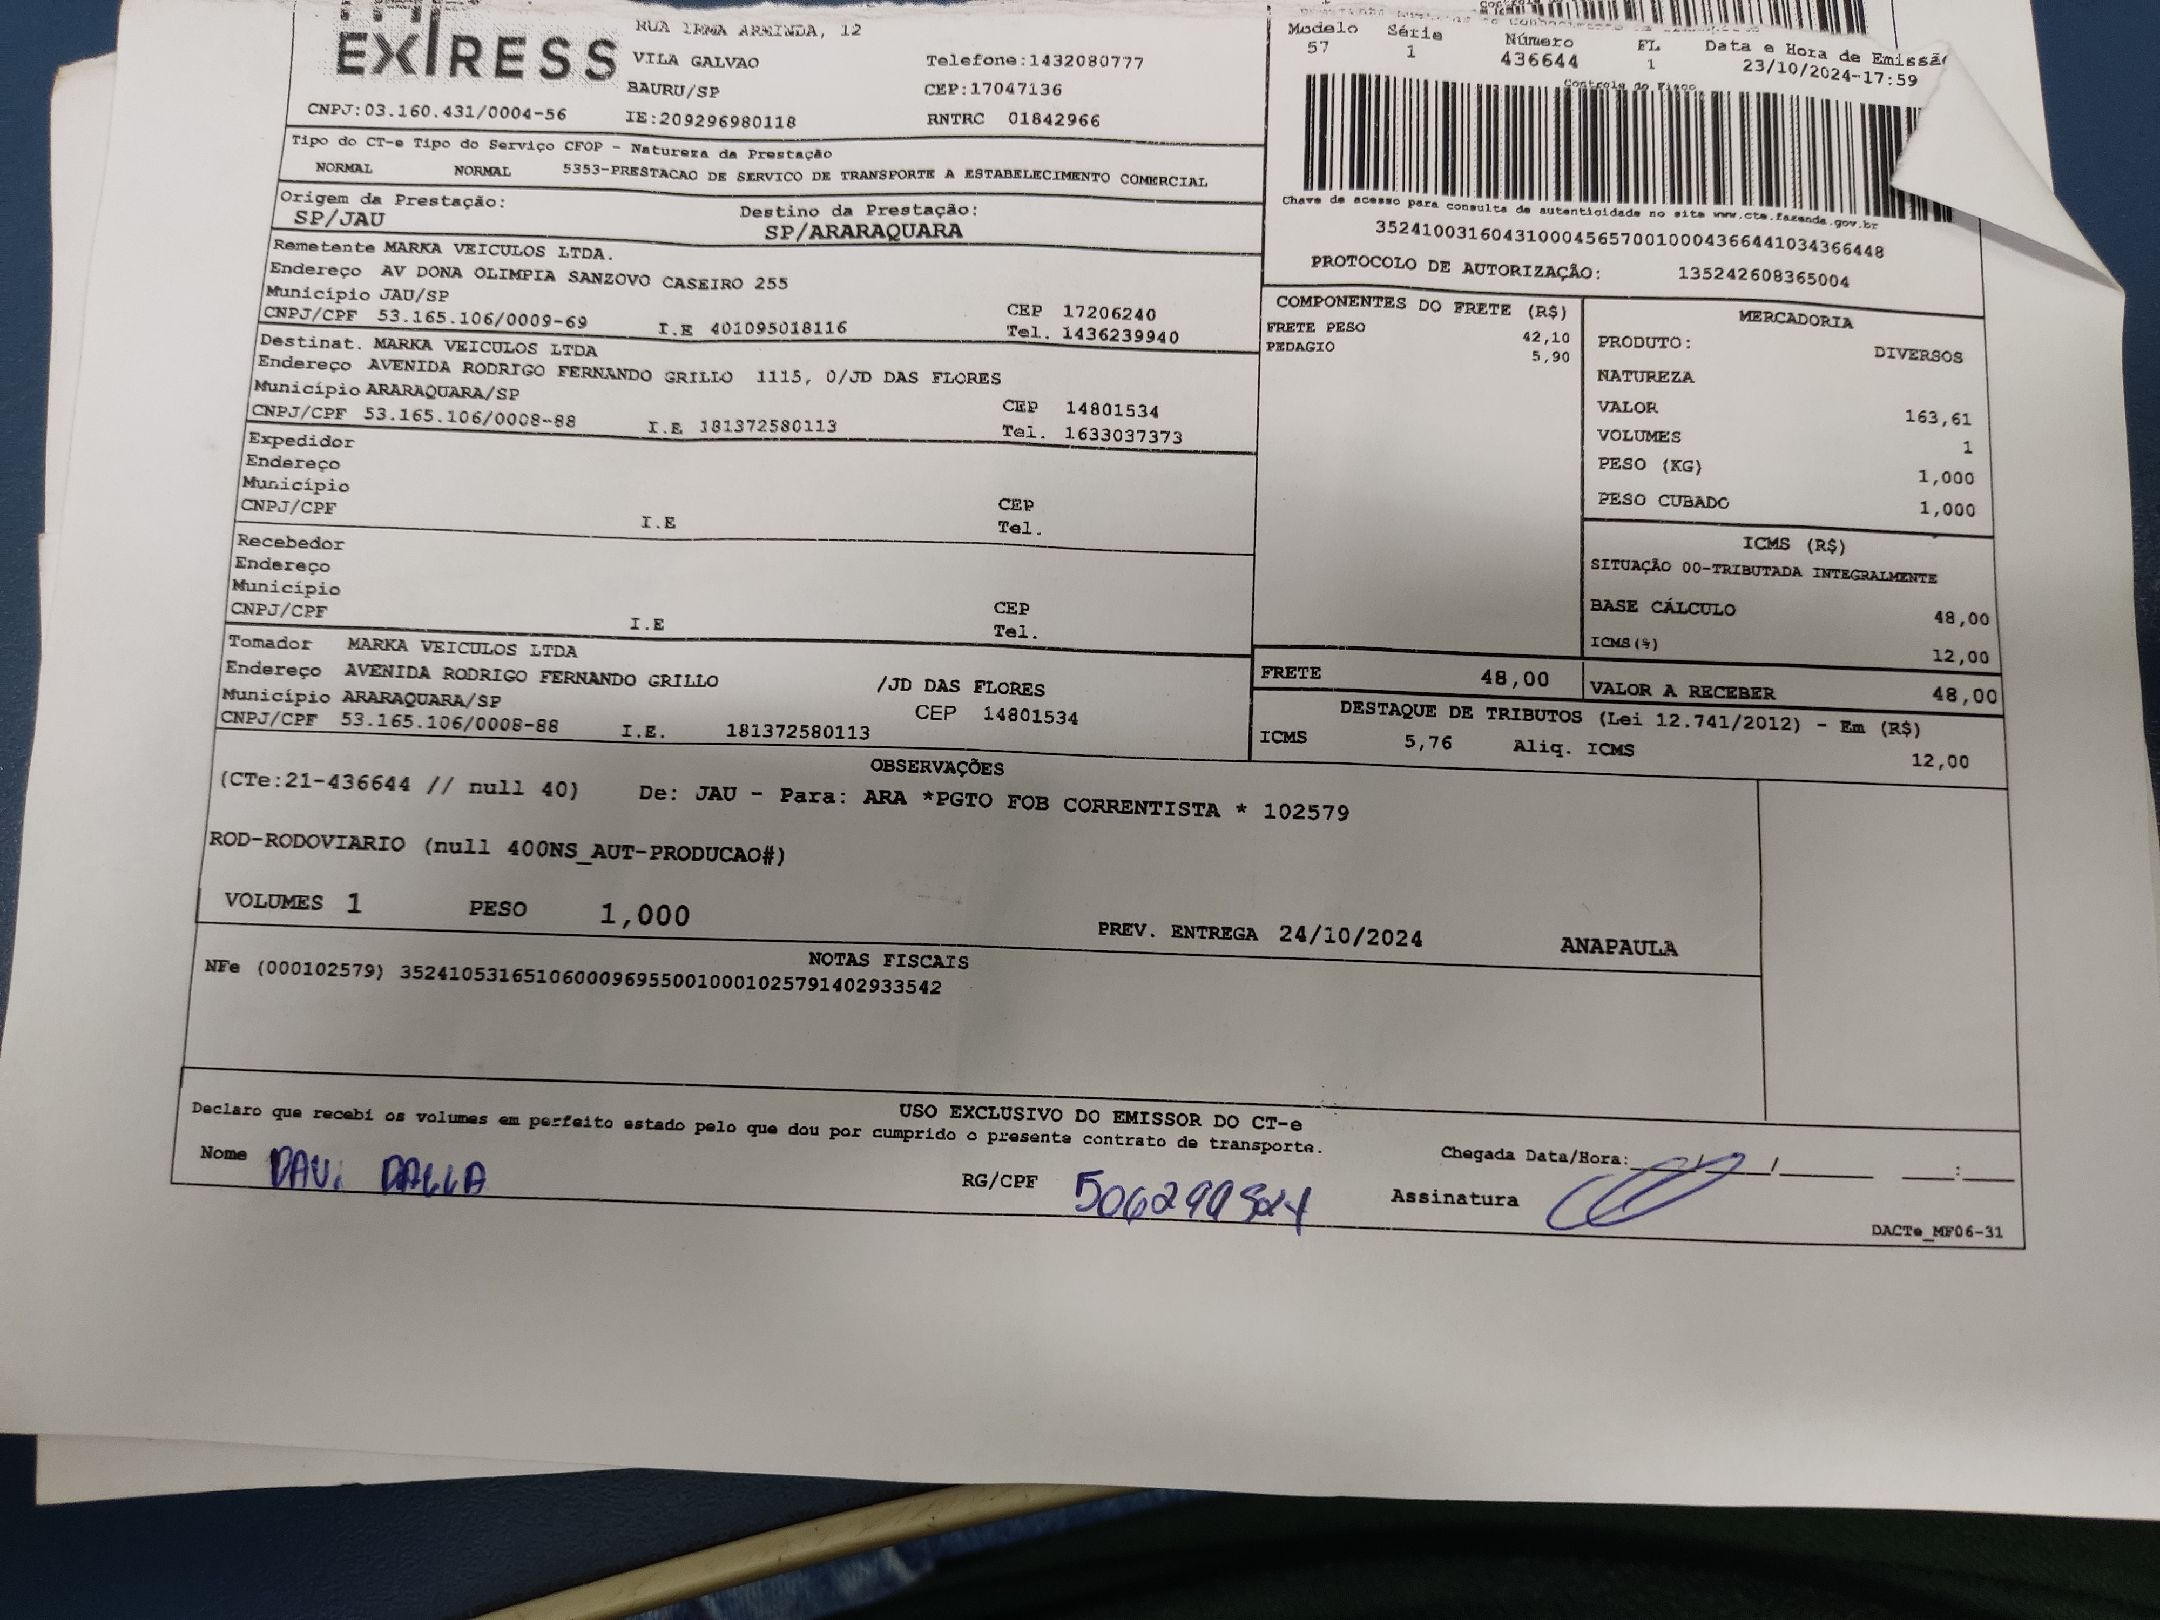 EXPRESS
RUA IRMA ARMINDA, 12
VILA GALVAO
Telefone:1432080777
BAURU/SP
CEP:17047136
CNPJ:03.160.431/0004-56
IE:209296980118
RNTRC 01842966
Modelo Série Número FL Data e Hora de Emissão
57 1 436644 1 23/10/2024-17:59
Controle do Fisco
Tipo do CT-e Tipo do Serviço CFOP - Natureza da Prestação
NORMAL NORMAL 5353-PRESTACAO DE SERVICO DE TRANSPORTE A ESTABELECIMENTO COMERCIAL
Chave de acesso para consulta de autenticidade no site www.cte.fazenda.gov.br
35241003160431000456570010004366441034366448
PROTOCOLO DE AUTORIZAÇÃO: 135242608365004
Origem da Prestação: Destino da Prestação:
SP/JAU SP/ARARAQUARA
Remetente MARKA VEICULOS LTDA.
Endereço AV DONA OLIMPIA SANZOVO CASEIRO 255
Município JAU/SP CEP 17206240
CNPJ/CPF 53.165.106/0009-69 I.E 401095018116 Tel. 1436239940
Destinat. MARKA VEICULOS LTDA
Endereço AVENIDA RODRIGO FERNANDO GRILLO 1115, 0/JD DAS FLORES
Município ARARAQUARA/SP CEP 14801534
CNPJ/CPF 53.165.106/0008-88 I.E 181372580113 Tel. 1633037373
Expedidor
Endereço
Município CEP
CNPJ/CPF I.E Tel.
Recebedor
Endereço
Município CEP
CNPJ/CPF I.E Tel.
Tomador MARKA VEICULOS LTDA
Endereço AVENIDA RODRIGO FERNANDO GRILLO /JD DAS FLORES
Município ARARAQUARA/SP CEP 14801534
CNPJ/CPF 53.165.106/0008-88 I.E. 181372580113
COMPONENTES DO FRETE (R$)
FRETE PESO 42,10
PEDAGIO 5,90
MERCADORIA
PRODUTO: DIVERSOS
NATUREZA
VALOR 163,61
VOLUMES 1
PESO (KG) 1,000
PESO CUBADO 1,000
ICMS (R$)
SITUAÇÃO 00-TRIBUTADA INTEGRALMENTE
BASE CÁLCULO 48,00
ICMS(%) 12,00
FRETE 48,00 VALOR A RECEBER 48,00
DESTAQUE DE TRIBUTOS (Lei 12.741/2012) - Em (R$)
ICMS 5,76 Aliq. ICMS 12,00
OBSERVAÇÕES
(CTe:21-436644 // null 40) De: JAU - Para: ARA *PGTO FOB CORRENTISTA * 102579
ROD-RODOVIARIO (null 400NS_AUT-PRODUCAO#)
VOLUMES 1 PESO 1,000 PREV. ENTREGA 24/10/2024 ANAPAULA
NOTAS FISCAIS
NFe (000102579) 35241053165106000969550010001025791402933542
USO EXCLUSIVO DO EMISSOR DO CT-e
Declaro que recebi os volumes em perfeito estado pelo que dou por cumprido o presente contrato de transporte.
Chegada Data/Hora:____/____/____ __:__
Nome DAVI DALLA RG/CPF Assinatura
DACTe_MF06-31